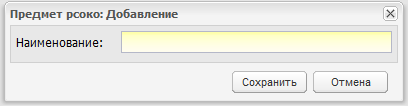 Предмет рсоко: Добавление
Наименование:
Сохранить Отмена